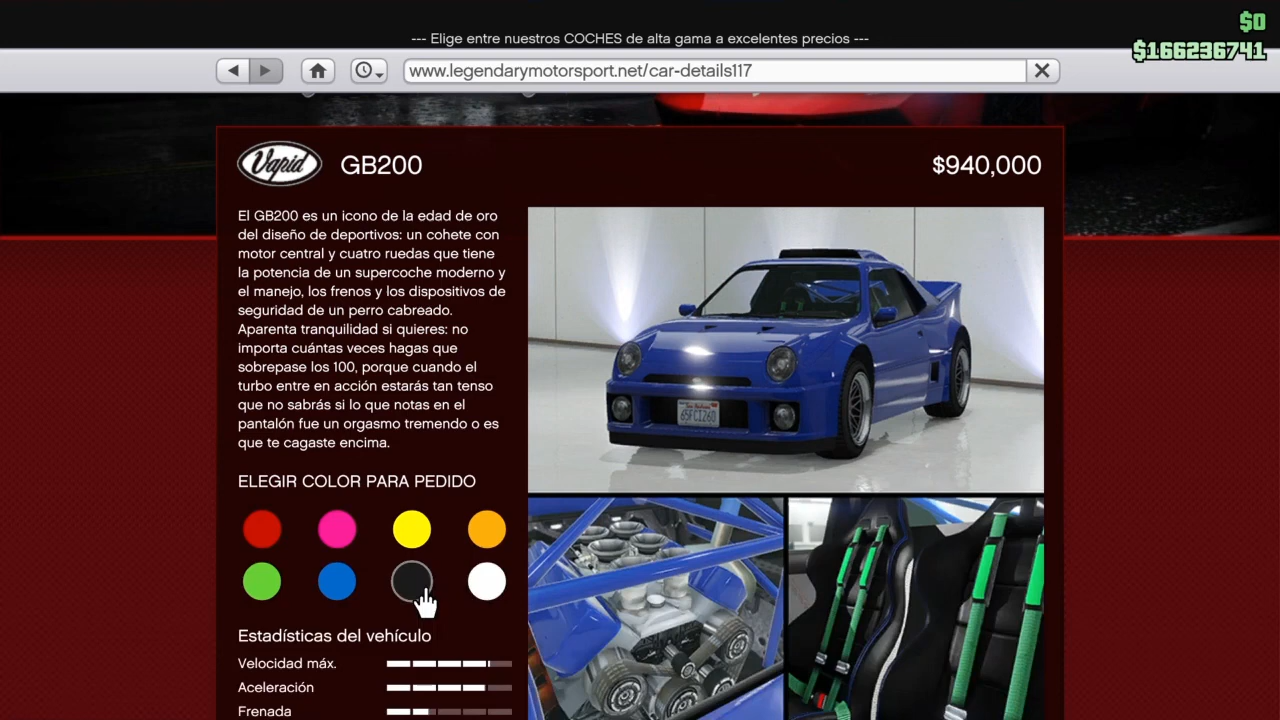 $0
--- Elige entre nuestros COCHES de alta gama a excelentes precios ---
$166236741
www.legendarymotorsport.net/car-details117
Vapid
GB200
$940,000
El GB200 es un icono de la edad de oro
del diseño de deportivos: un cohete con
motor central y cuatro ruedas que tiene
la potencia de un supercoche moderno y
el manejo, los frenos y los dispositivos de
seguridad de un perro cabreado.
Aparenta tranquilidad si quieres: no
importa cuántas veces hagas que
sobrepase los 100, porque cuando el
turbo entre en acción estarás tan tenso
que no sabrás si lo que notas en el
pantalón fue un orgasmo tremendo o es
que te cagaste encima.
65FCI260
ELEGIR COLOR PARA PEDIDO
Estadísticas del vehículo
Velocidad máx.
Aceleración
Frenada